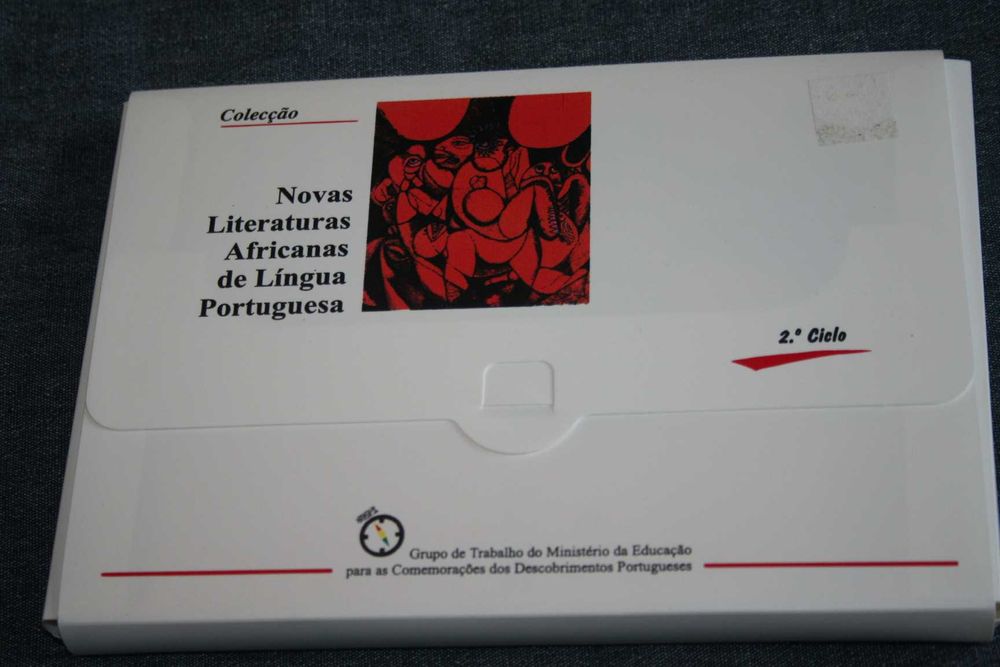 Colecção
Novas
Literaturas
Africanas
de Língua
Portuguesa
2.º Ciclo
Grupo de Trabalho do Ministério da Educação
para as Comemorações dos Descobrimentos Portugueses